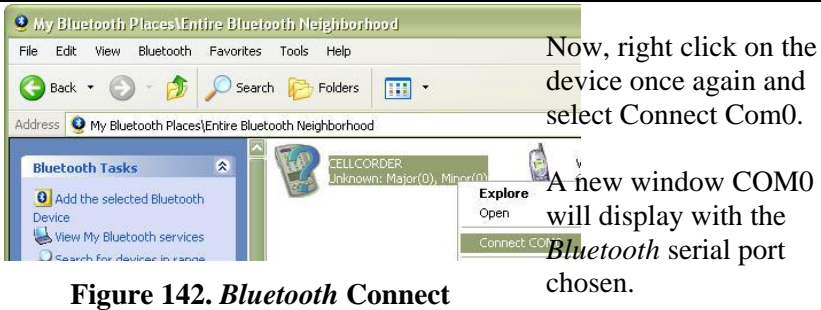 My Bluetooth Places\Entire Bluetooth Neighborhood
File Edit View Bluetooth Favorites Tools Help
Back Search Folders
Address My Bluetooth Places\Entire Bluetooth Neighborhood
Bluetooth Tasks
Add the selected Bluetooth
Device
View My Bluetooth services
Search for devices in range
CELLCORDER
Unknown: Major(0), Minor(0)
Explore
Open
Connect COM0
Now, right click on the
device once again and
select Connect Com0.
A new window COM0
will display with the
Bluetooth serial port
chosen.
Figure 142. Bluetooth Connect